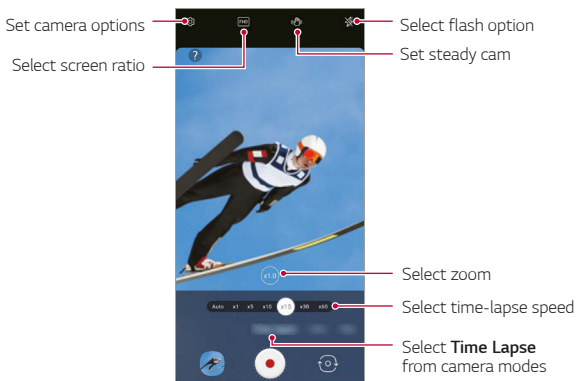 Set camera options
Select screen ratio
Select flash option
Set steady cam
FHD
?
x1.0
Select zoom
Auto x1 x5 x10 x15 x30 x60
Select time-lapse speed
Select Time Lapse
from camera modes